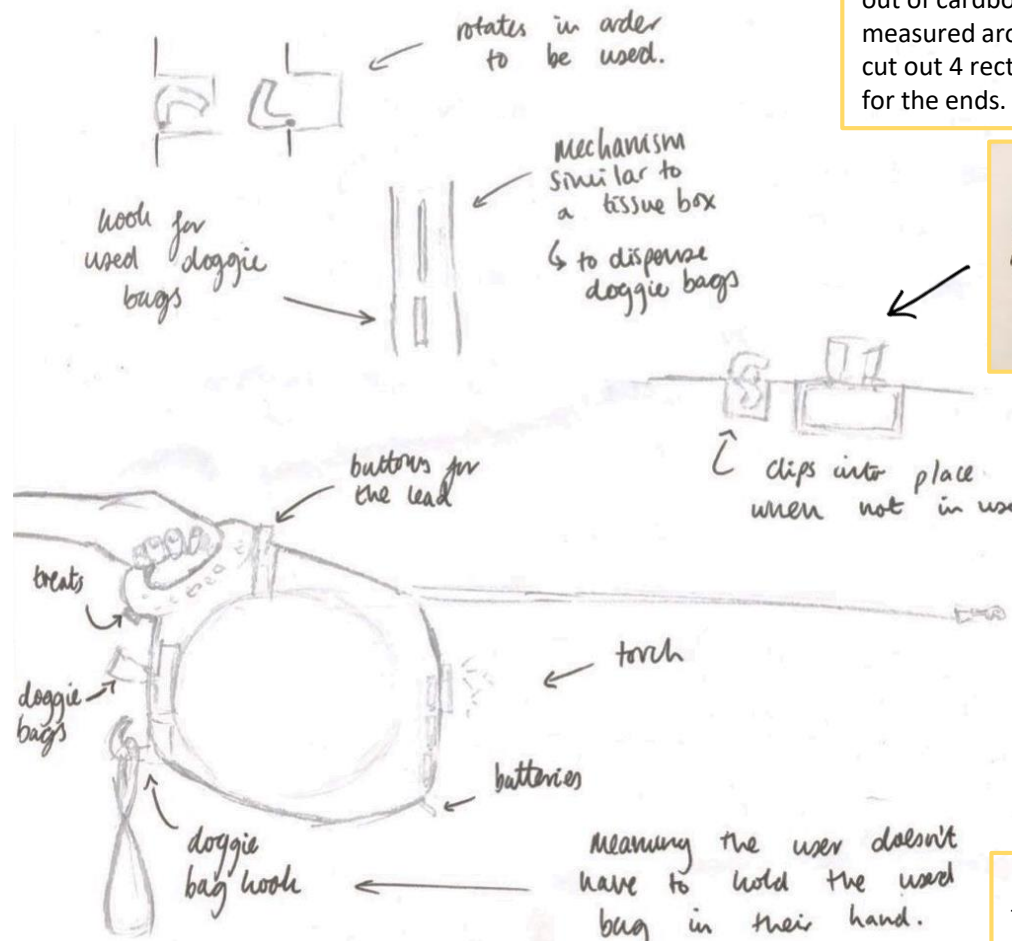 out of cardbo
measured aro
cut out 4 rect
for the ends.
rotates in order
to be used.
Mechanism
similar to
a tissue box
↳ to dispense
doggie bags
hook for
used doggie
bags
clips into place
when not in us
buttons for
the lead
treats
doggie
bags
torch
batteries
doggie
bag hook
Meaning the user doesn't
have to hold the used
bag in their hand.